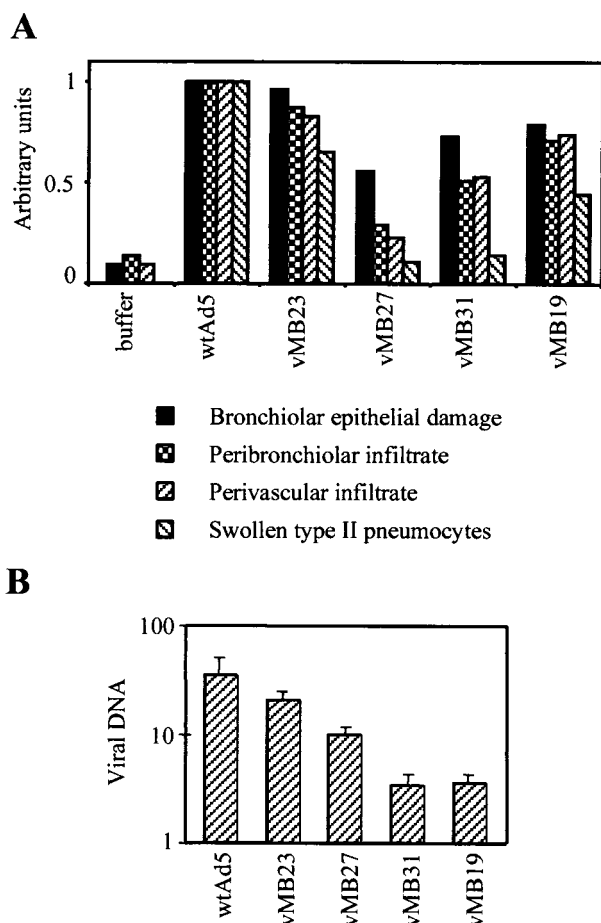 A
Arbitrary units
1
0.5
0
buffer
wtAd5
vMB23
vMB27
vMB31
vMB19
Bronchiolar epithelial damage
Peribronchiolar infiltrate
Perivascular infiltrate
Swollen type II pneumocytes
B
Viral DNA
100
10
1
wtAd5
vMB23
vMB27
vMB31
vMB19